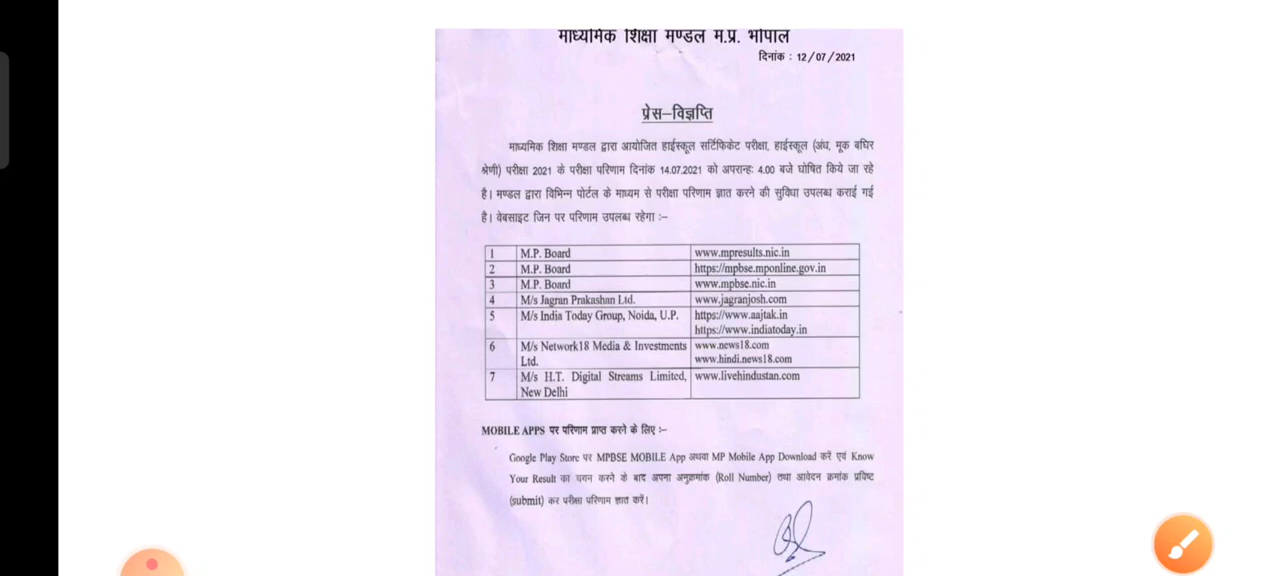 माध्यमिक शिक्षा मण्डल म.प्र. भोपाल
दिनांक : 12/07/2021
प्रेस–विज्ञप्ति
माध्यमिक शिक्षा मण्डल द्वारा आयोजित हाईस्कूल सर्टिफिकेट परीक्षा, हाईस्कूल (अंध, मूक बधिर
श्रेणी) परीक्षा 2021 के परीक्षा परिणाम दिनांक 14.07.2021 को अपरान्हः 4.00 बजे घोषित किये जा रहे
है। मण्डल द्वारा विभिन्न पोर्टल के माध्यम से परीक्षा परिणाम ज्ञात करने की सुविधा उपलब्ध कराई गई
है। वेबसाइट जिन पर परिणाम उपलब्ध रहेगा :–
1 M.P. Board www.mpresults.nic.in
2 M.P. Board https://mpbse.mponline.gov.in
3 M.P. Board www.mpbse.nic.in
4 M/s Jagran Prakashan Ltd. www.jagranjosh.com
5 M/s India Today Group, Noida, U.P. https://www.aajtak.in
https://www.indiatoday.in
6 M/s Network18 Media & Investments www.news18.com
Ltd. www.hindi.news18.com
7 M/s H.T. Digital Streams Limited, www.livehindustan.com
New Delhi
MOBILE APPS पर परिणाम प्राप्त करने के लिए :–
Google Play Store पर MPBSE MOBILE App अथवा MP Mobile App Download करें एवं Know
Your Result का चयन करने के बाद अपना अनुक्रमांक (Roll Number) तथा आवेदन क्रमांक प्रविष्ट
(submit) कर परीक्षा परिणाम ज्ञात करें।